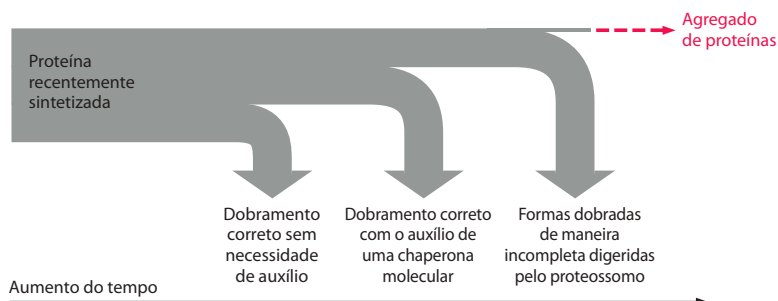 Agregado
de proteínas
Proteína
recentemente
sintetizada
Dobramento
correto sem
necessidade
de auxílio
Dobramento correto
com o auxílio de
uma chaperona
molecular
Formas dobradas
de maneira
incompleta digeridas
pelo proteossomo
Aumento do tempo